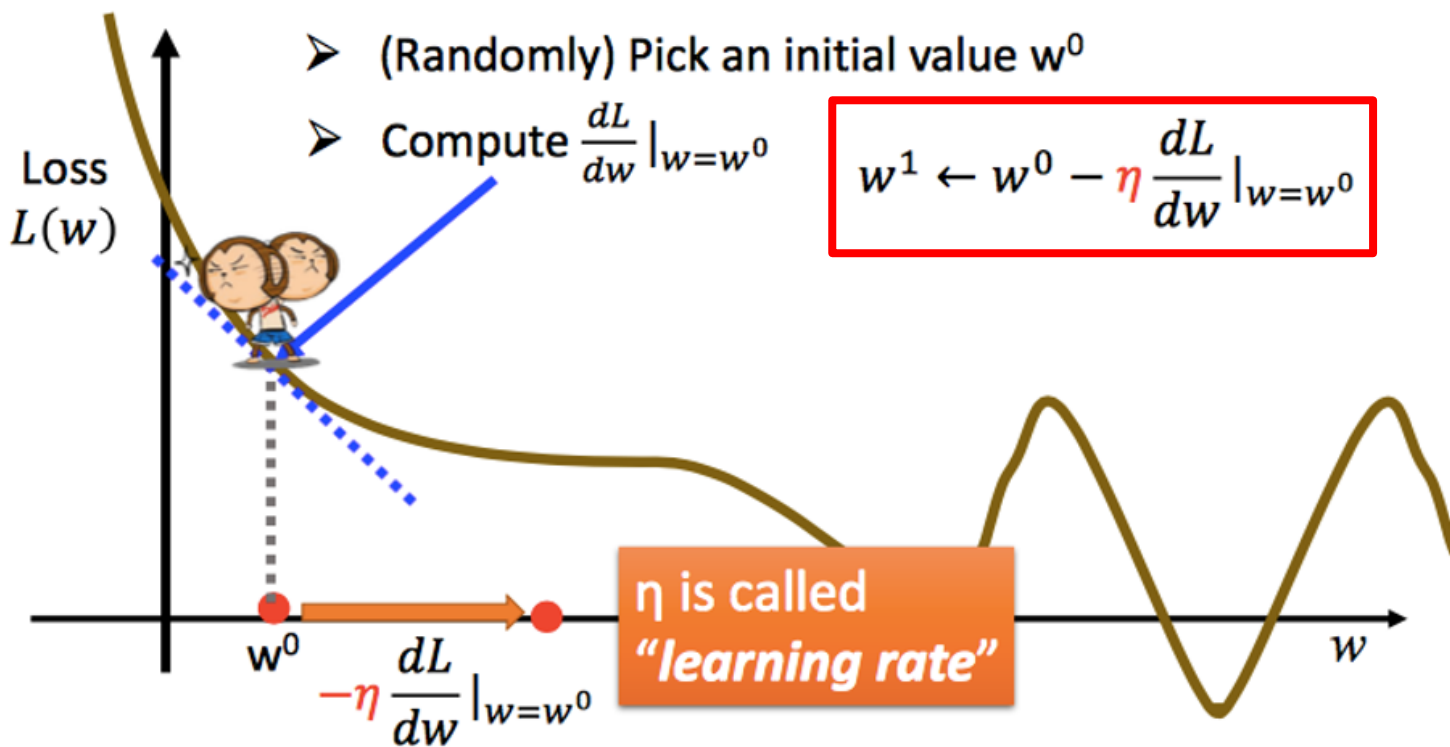 ➢ (Randomly) Pick an initial value w⁰
➢ Compute dL/dw |w=w⁰
w¹ ← w⁰ − η dL/dw |w=w⁰
Loss
L(w)
w⁰
−η dL/dw |w=w⁰
η is called
“learning rate”
w